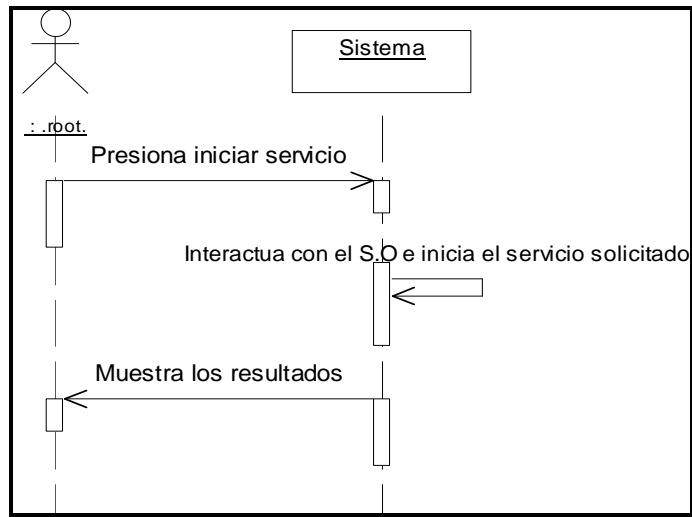 Sistema
: .root.
Presiona iniciar servicio
Interactua con el S.O e inicia el servicio solicitado
Muestra los resultados